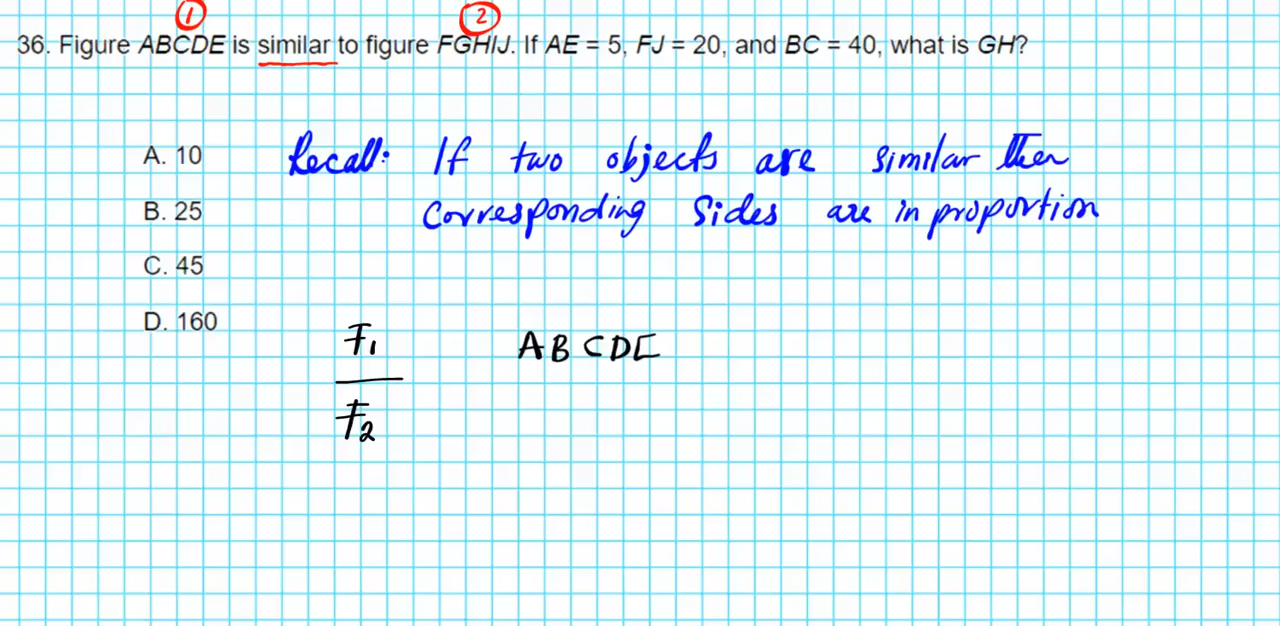 ① ②
36. Figure ABCDE is similar to figure FGHIJ. If AE = 5, FJ = 20, and BC = 40, what is GH?
A. 10
Recall: If two objects are similar then
B. 25
corresponding sides are in proportion
C. 45
D. 160
F₁
ABCDE
F₂